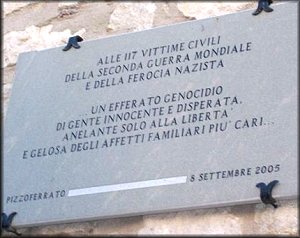 ALLE 117 VITTIME CIVILI
DELLA SECONDA GUERRA MONDIALE
E DELLA FEROCIA NAZISTA
UN EFFERATO GENOCIDIO
DI GENTE INNOCENTE E DISPERATA,
ANELANTE SOLO ALLA LIBERTA'
E GELOSA DEGLI AFFETTI FAMILIARI PIU' CARI...
PIZZOFERRATO 8 SETTEMBRE 2005